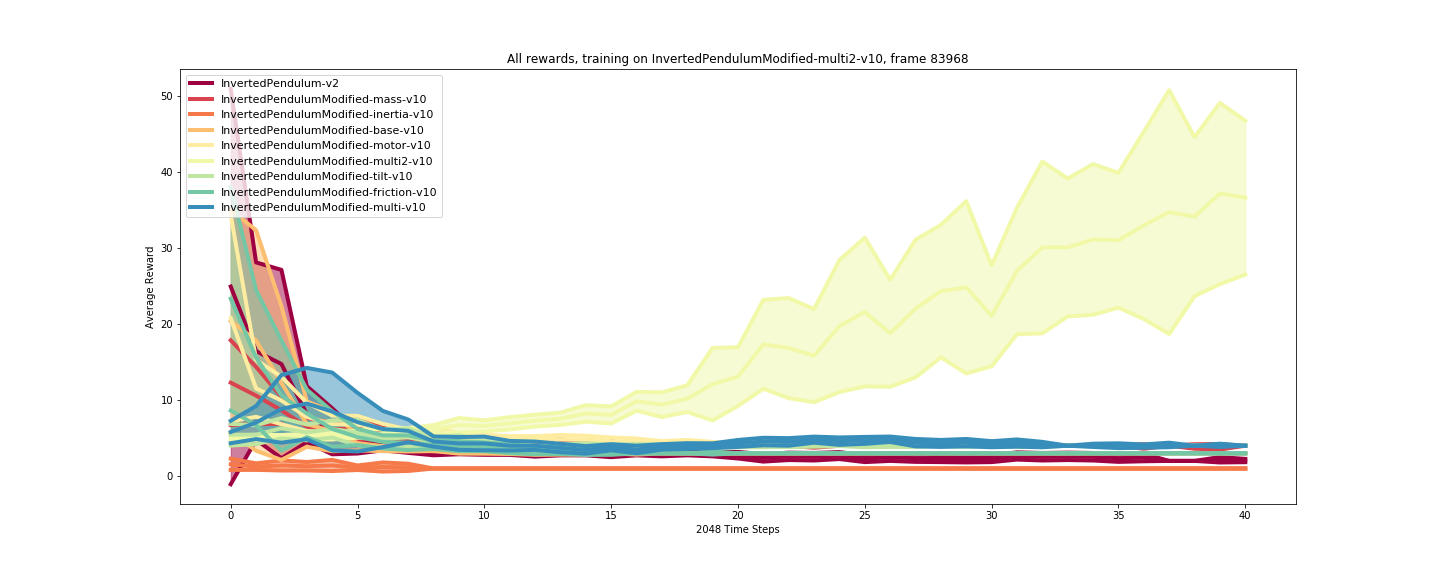 All rewards, training on InvertedPendulumModified-multi2-v10, frame 83968
InvertedPendulum-v2
InvertedPendulumModified-mass-v10
InvertedPendulumModified-inertia-v10
InvertedPendulumModified-base-v10
InvertedPendulumModified-motor-v10
InvertedPendulumModified-multi2-v10
InvertedPendulumModified-tilt-v10
InvertedPendulumModified-friction-v10
InvertedPendulumModified-multi-v10
Average Reward
50
40
30
20
10
0
0 5 10 15 20 25 30 35 40
2048 Time Steps